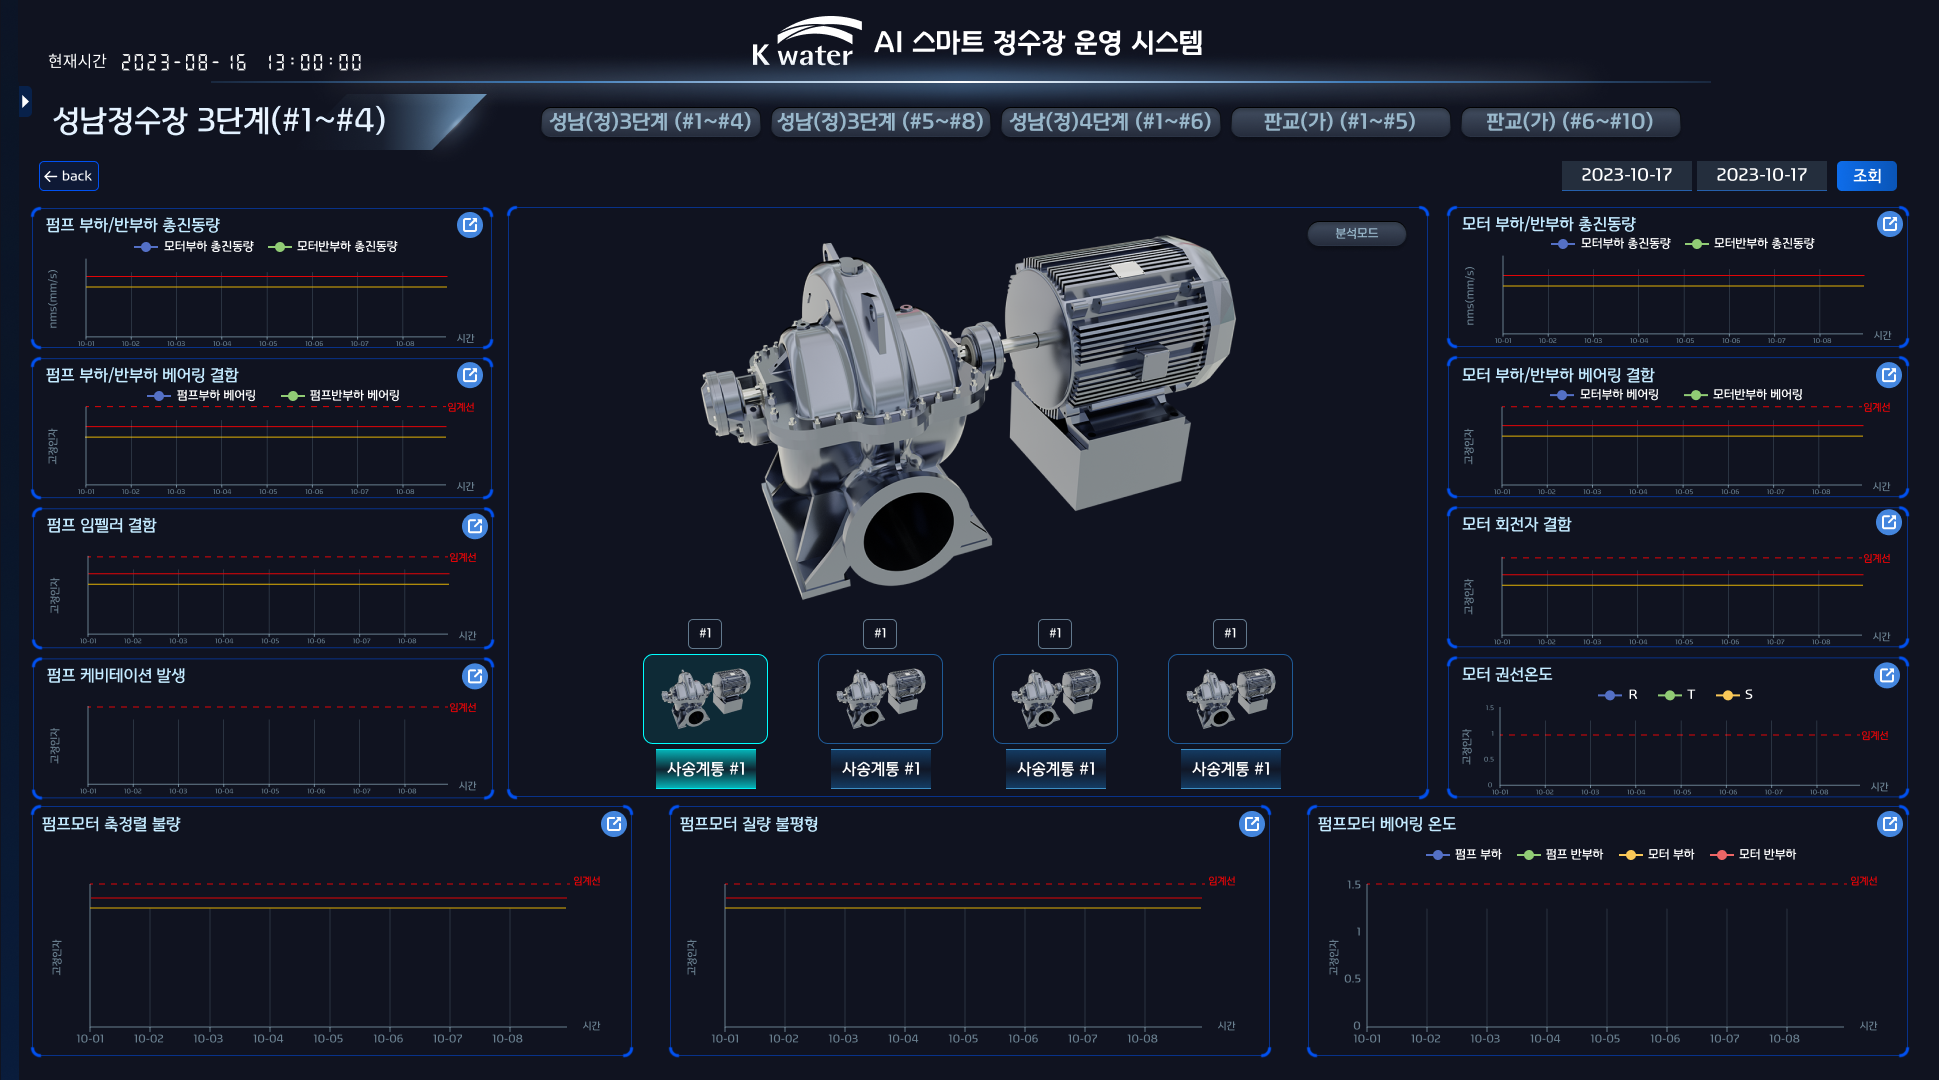 K water
AI 스마트 정수장 운영 시스템
현재시간 2023-08-16 13:00:00
성남정수장 3단계(#1~#4)
성남(정)3단계 (#1~#4)
성남(정)3단계 (#5~#8)
성남(정)4단계 (#1~#6)
판교(가) (#1~#5)
판교(가) (#6~#10)
back
2023-10-17
2023-10-17
조회
펌프 부하/반부하 총진동량
모터부하 총진동량 모터반부하 총진동량
nms(mm/s)
10-01 10-02 10-03 10-04 10-05 10-06 10-07 10-08
시간
펌프 부하/반부하 베어링 결함
펌프부하 베어링 펌프반부하 베어링
임계선
고정인자
10-01 10-02 10-03 10-04 10-05 10-06 10-07 10-08
시간
펌프 임펠러 결함
임계선
고정인자
10-01 10-02 10-03 10-04 10-05 10-06 10-07 10-08
시간
펌프 케비테이션 발생
임계선
고정인자
10-01 10-02 10-03 10-04 10-05 10-06 10-07 10-08
시간
분석모드
#1 #1 #1 #1
사송계통 #1 사송계통 #1 사송계통 #1 사송계통 #1
모터 부하/반부하 총진동량
모터부하 총진동량 모터반부하 총진동량
nms(mm/s)
10-01 10-02 10-03 10-04 10-05 10-06 10-07 10-08
시간
모터 부하/반부하 베어링 결함
모터부하 베어링 모터반부하 베어링
임계선
고정인자
10-01 10-02 10-03 10-04 10-05 10-06 10-07 10-08
시간
모터 회전자 결함
임계선
고정인자
10-01 10-02 10-03 10-04 10-05 10-06 10-07 10-08
시간
모터 권선온도
R T S
1.5
1
0.5
0
임계선
고정인자
10-01 10-02 10-03 10-04 10-05 10-06 10-07 10-08
시간
펌프모터 축정렬 불량
임계선
고정인자
10-01 10-02 10-03 10-04 10-05 10-06 10-07 10-08
시간
펌프모터 질량 불평형
임계선
고정인자
10-01 10-02 10-03 10-04 10-05 10-06 10-07 10-08
시간
펌프모터 베어링 온도
펌프 부하 펌프 반부하 모터 부하 모터 반부하
1.5
1
0.5
0
임계선
고정인자
10-01 10-02 10-03 10-04 10-05 10-06 10-07 10-08
시간